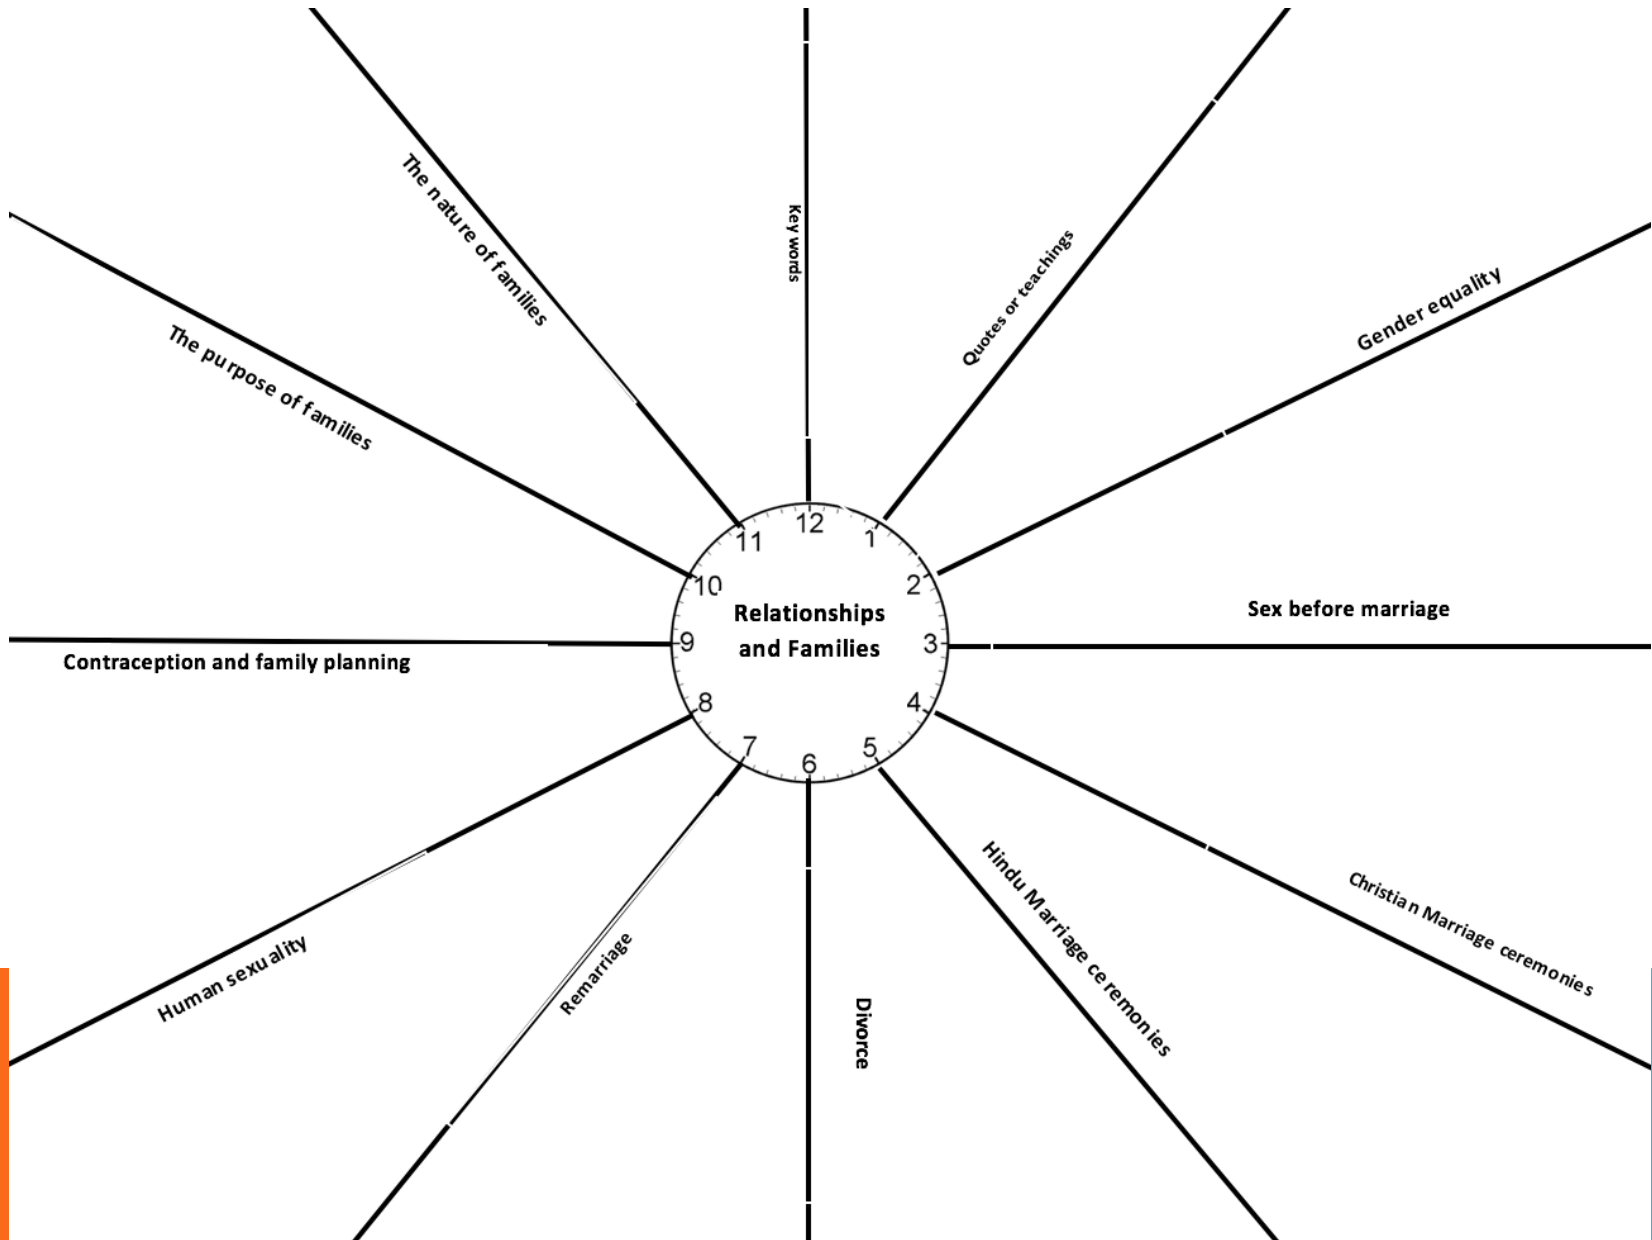 Key words
Quotes or teachings
Gender equality
Sex before marriage
Christian Marriage ceremonies
Hindu Marriage ceremonies
Divorce
Remarriage
Human sexuality
Contraception and family planning
The purpose of families
The nature of families
12
1
2
3
4
5
6
7
8
9
10
11
Relationships
and Families